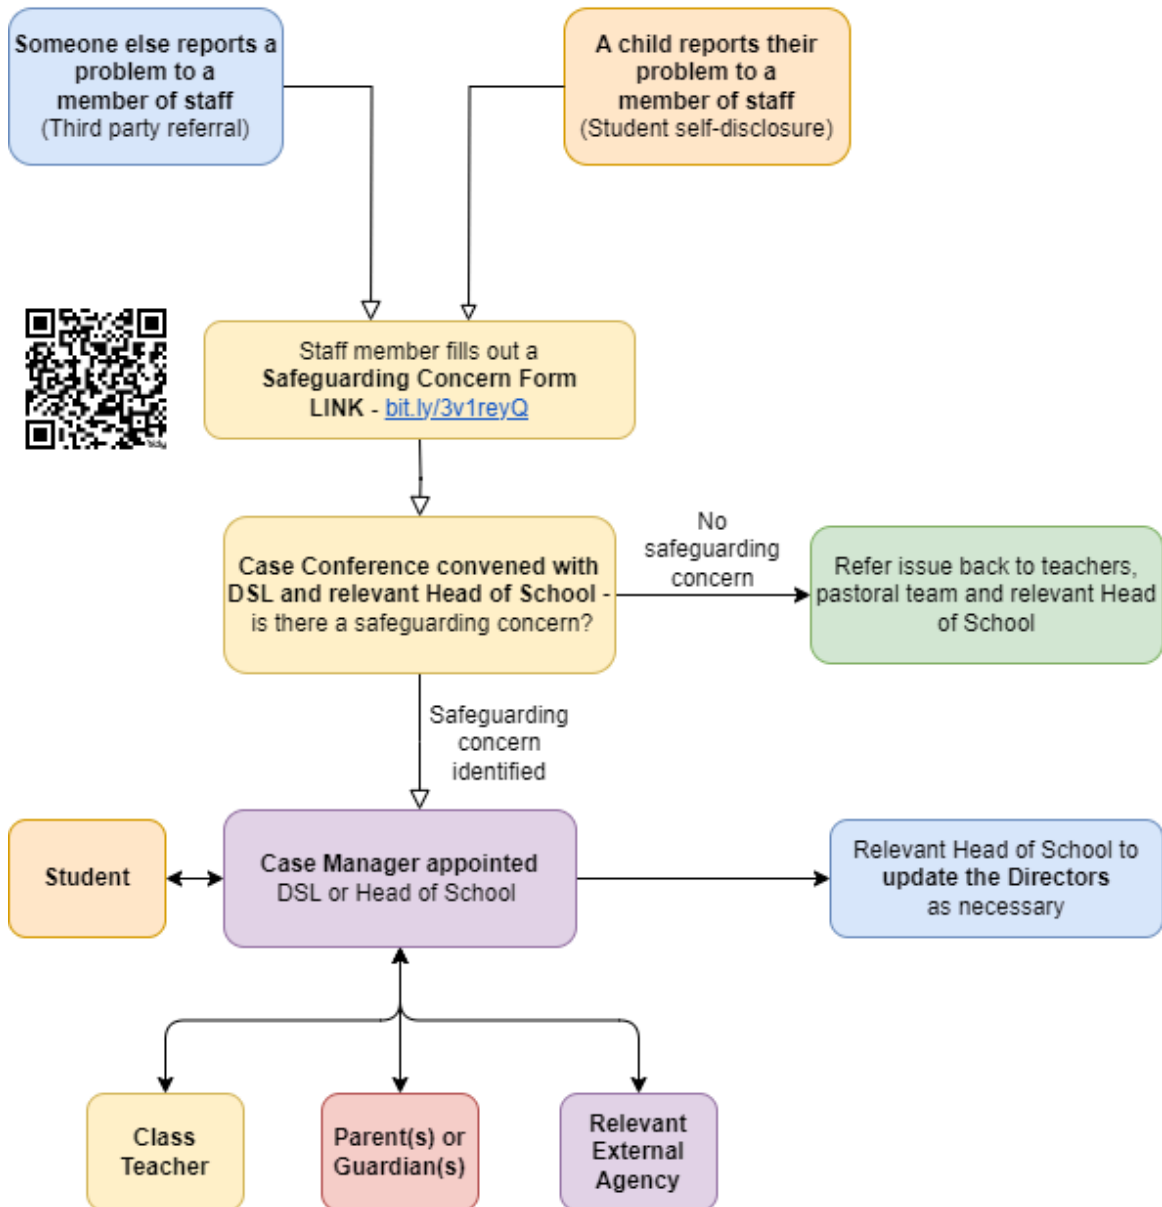 Someone else reports a
problem to a
member of staff
(Third party referral)
A child reports their
problem to a
member of staff
(Student self-disclosure)
Staff member fills out a
Safeguarding Concern Form
LINK - bit.ly/3v1reyQ
Case Conference convened with
DSL and relevant Head of School -
is there a safeguarding concern?
No
safeguarding
concern
Refer issue back to teachers,
pastoral team and relevant Head
of School
Safeguarding
concern
identified
Student
Case Manager appointed
DSL or Head of School
Relevant Head of School to
update the Directors
as necessary
Class
Teacher
Parent(s) or
Guardian(s)
Relevant
External
Agency